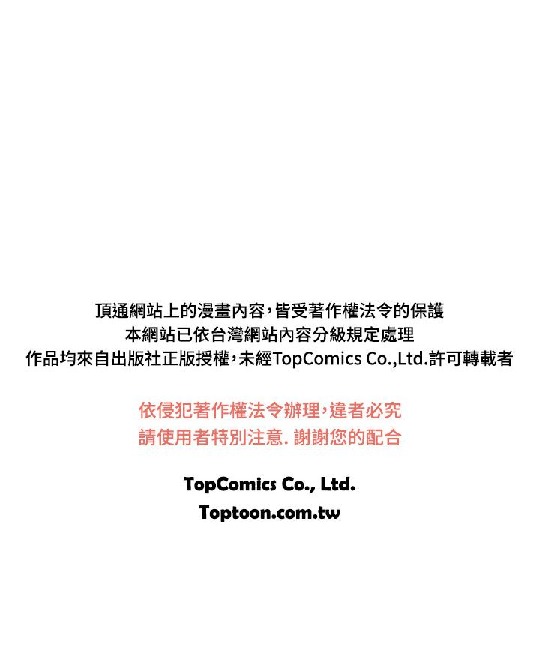 頂通網站上的漫畫內容，皆受著作權法令的保護
本網站已依台灣網站內容分級規定處理
作品均來自出版社正版授權，未經TopComics Co.,Ltd.許可轉載者
依侵犯著作權法令辦理，違者必究
請使用者特別注意. 謝謝您的配合
TopComics Co., Ltd.
Toptoon.com.tw